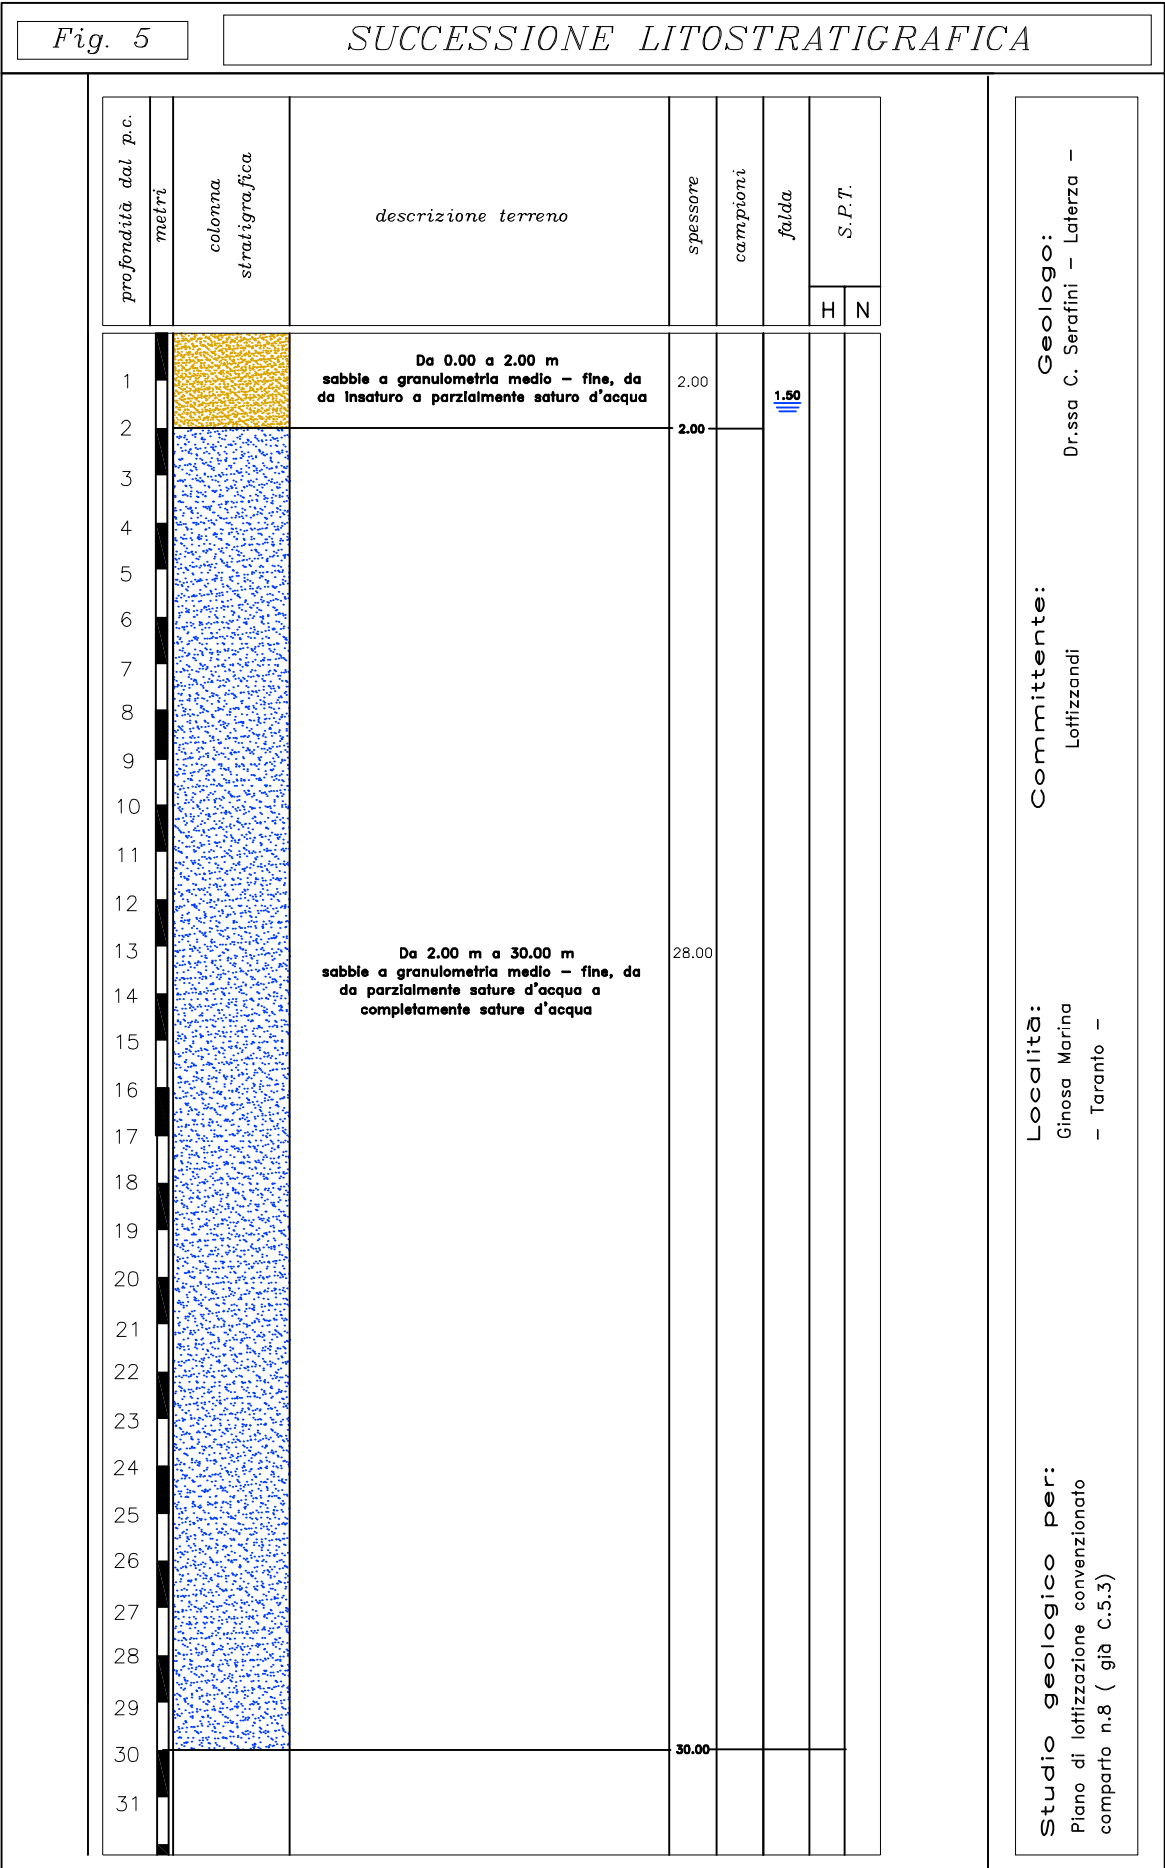 Fig. 5
SUCCESSIONE LITOSTRATIGRAFICA
profondità dal p.c.
metri
colonna
stratigrafica
descrizione terreno
spessore
campioni
falda
S.P.T.
H
N
Da 0.00 a 2.00 m
sabbie a granulometria medio – fine, da
da insaturo a parzialmente saturo d'acqua
2.00
1.50
2.00
1
2
3
4
5
6
7
8
9
10
11
12
13
14
15
16
17
18
19
20
21
22
23
24
25
26
27
28
29
30
31
Da 2.00 m a 30.00 m
sabbie a granulometria medio – fine, da
da parzialmente sature d'acqua a
completamente sature d'acqua
28.00
30.00
Geologo:
Dr.ssa C. Serafini – Laterza –
Committente:
Lottizzandi
Località:
Ginosa Marina
– Taranto –
Studio geologico per:
Piano di lottizzazione convenzionato
comparto n.8 ( già C.5.3)